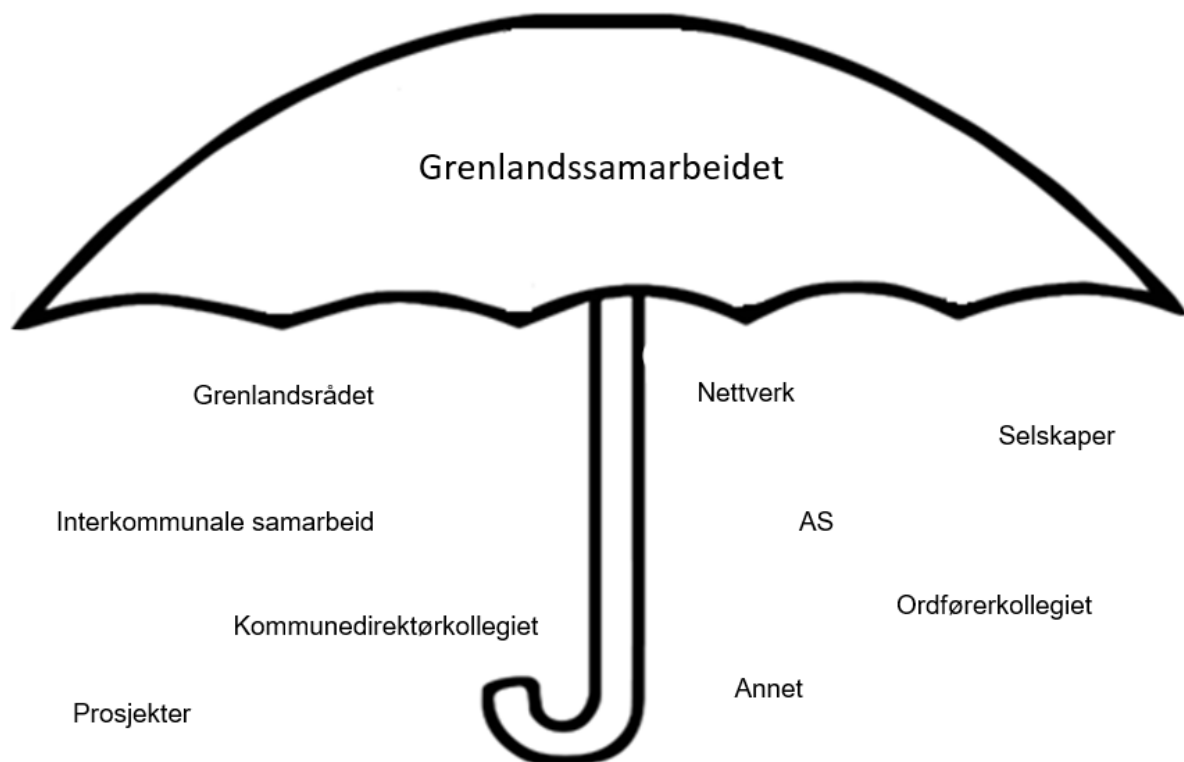 Grenlandssamarbeidet
Grenlandsrådet
Nettverk
Selskaper
Interkommunale samarbeid
AS
Ordførerkollegiet
Kommunedirektørkollegiet
Annet
Prosjekter